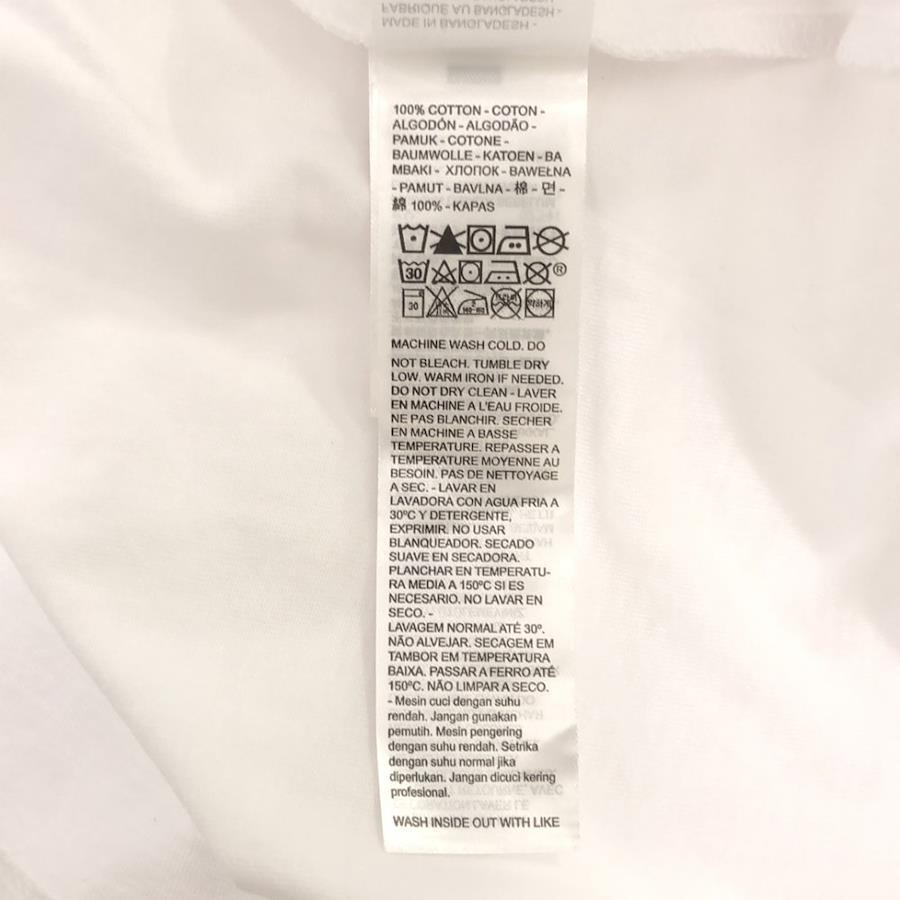 FABRIQUE AU BANGLADESH -
MADE IN BANGLADESH -
100% COTTON - COTON -
ALGODÓN - ALGODÃO -
PAMUK - COTONE -
BAUMWOLLE - KATOEN - BA
MBAKI - ХЛОПОК - BAWEŁNA
- PAMUT - BAVLNA - 棉 - 면 -
綿 100% - KAPAS
30
30
MACHINE WASH COLD. DO
NOT BLEACH. TUMBLE DRY
LOW. WARM IRON IF NEEDED.
DO NOT DRY CLEAN - LAVER
EN MACHINE A L'EAU FROIDE.
NE PAS BLANCHIR. SECHER
EN MACHINE A BASSE
TEMPERATURE. REPASSER A
TEMPERATURE MOYENNE AU
BESOIN. PAS DE NETTOYAGE
A SEC. - LAVAR EN
LAVADORA CON AGUA FRIA A
30ºC Y DETERGENTE,
EXPRIMIR. NO USAR
BLANQUEADOR. SECADO
SUAVE EN SECADORA.
PLANCHAR EN TEMPERATU-
RA MEDIA A 150ºC SI ES
NECESARIO. NO LAVAR EN
SECO. -
LAVAGEM NORMAL ATÉ 30º.
NÃO ALVEJAR. SECAGEM EM
TAMBOR EM TEMPERATURA
BAIXA. PASSAR A FERRO ATÉ
150ºC. NÃO LIMPAR A SECO.
- Mesin cuci dengan suhu
rendah. Jangan gunakan
pemutih. Mesin pengering
dengan suhu rendah. Setrika
dengan suhu normal jika
diperlukan. Jangan dicuci kering
profesional.
WASH INSIDE OUT WITH LIKE